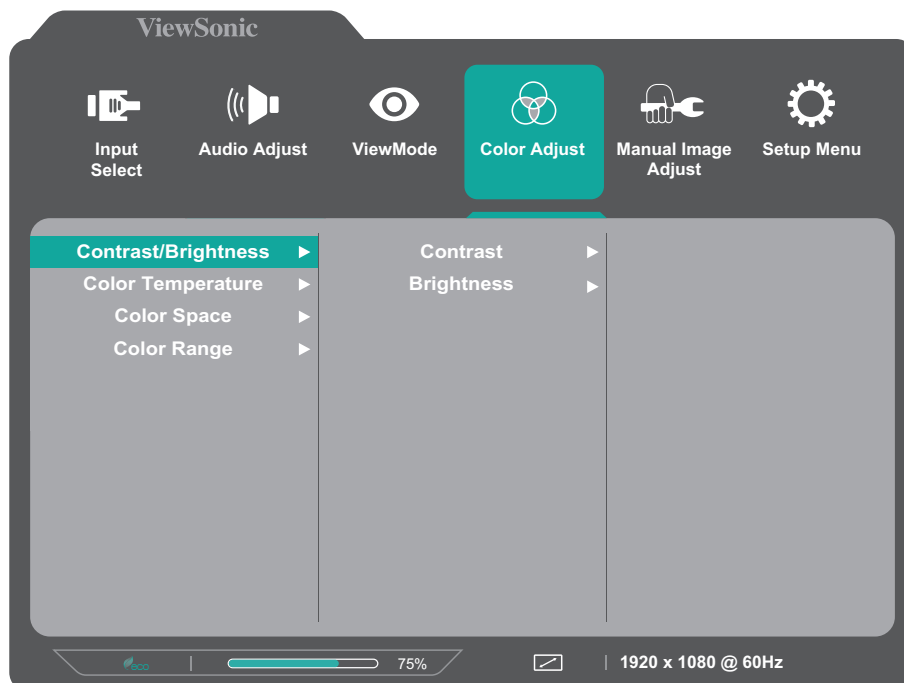 ViewSonic
Input Select
Audio Adjust
ViewMode
Color Adjust
Manual Image Adjust
Setup Menu
Contrast/Brightness
Color Temperature
Color Space
Color Range
Contrast
Brightness
eco
75%
1920 x 1080 @ 60Hz